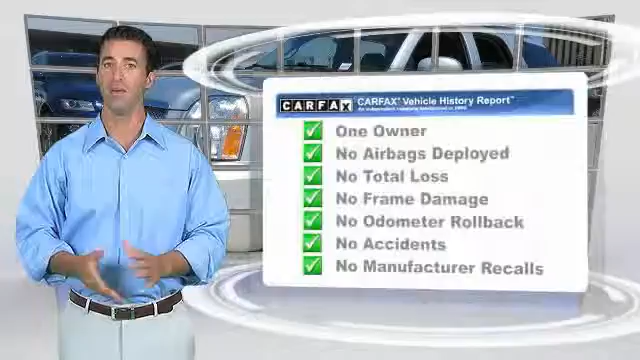 CARFAX CARFAX Vehicle History Report™
One Owner
No Airbags Deployed
No Total Loss
No Frame Damage
No Odometer Rollback
No Accidents
No Manufacturer Recalls